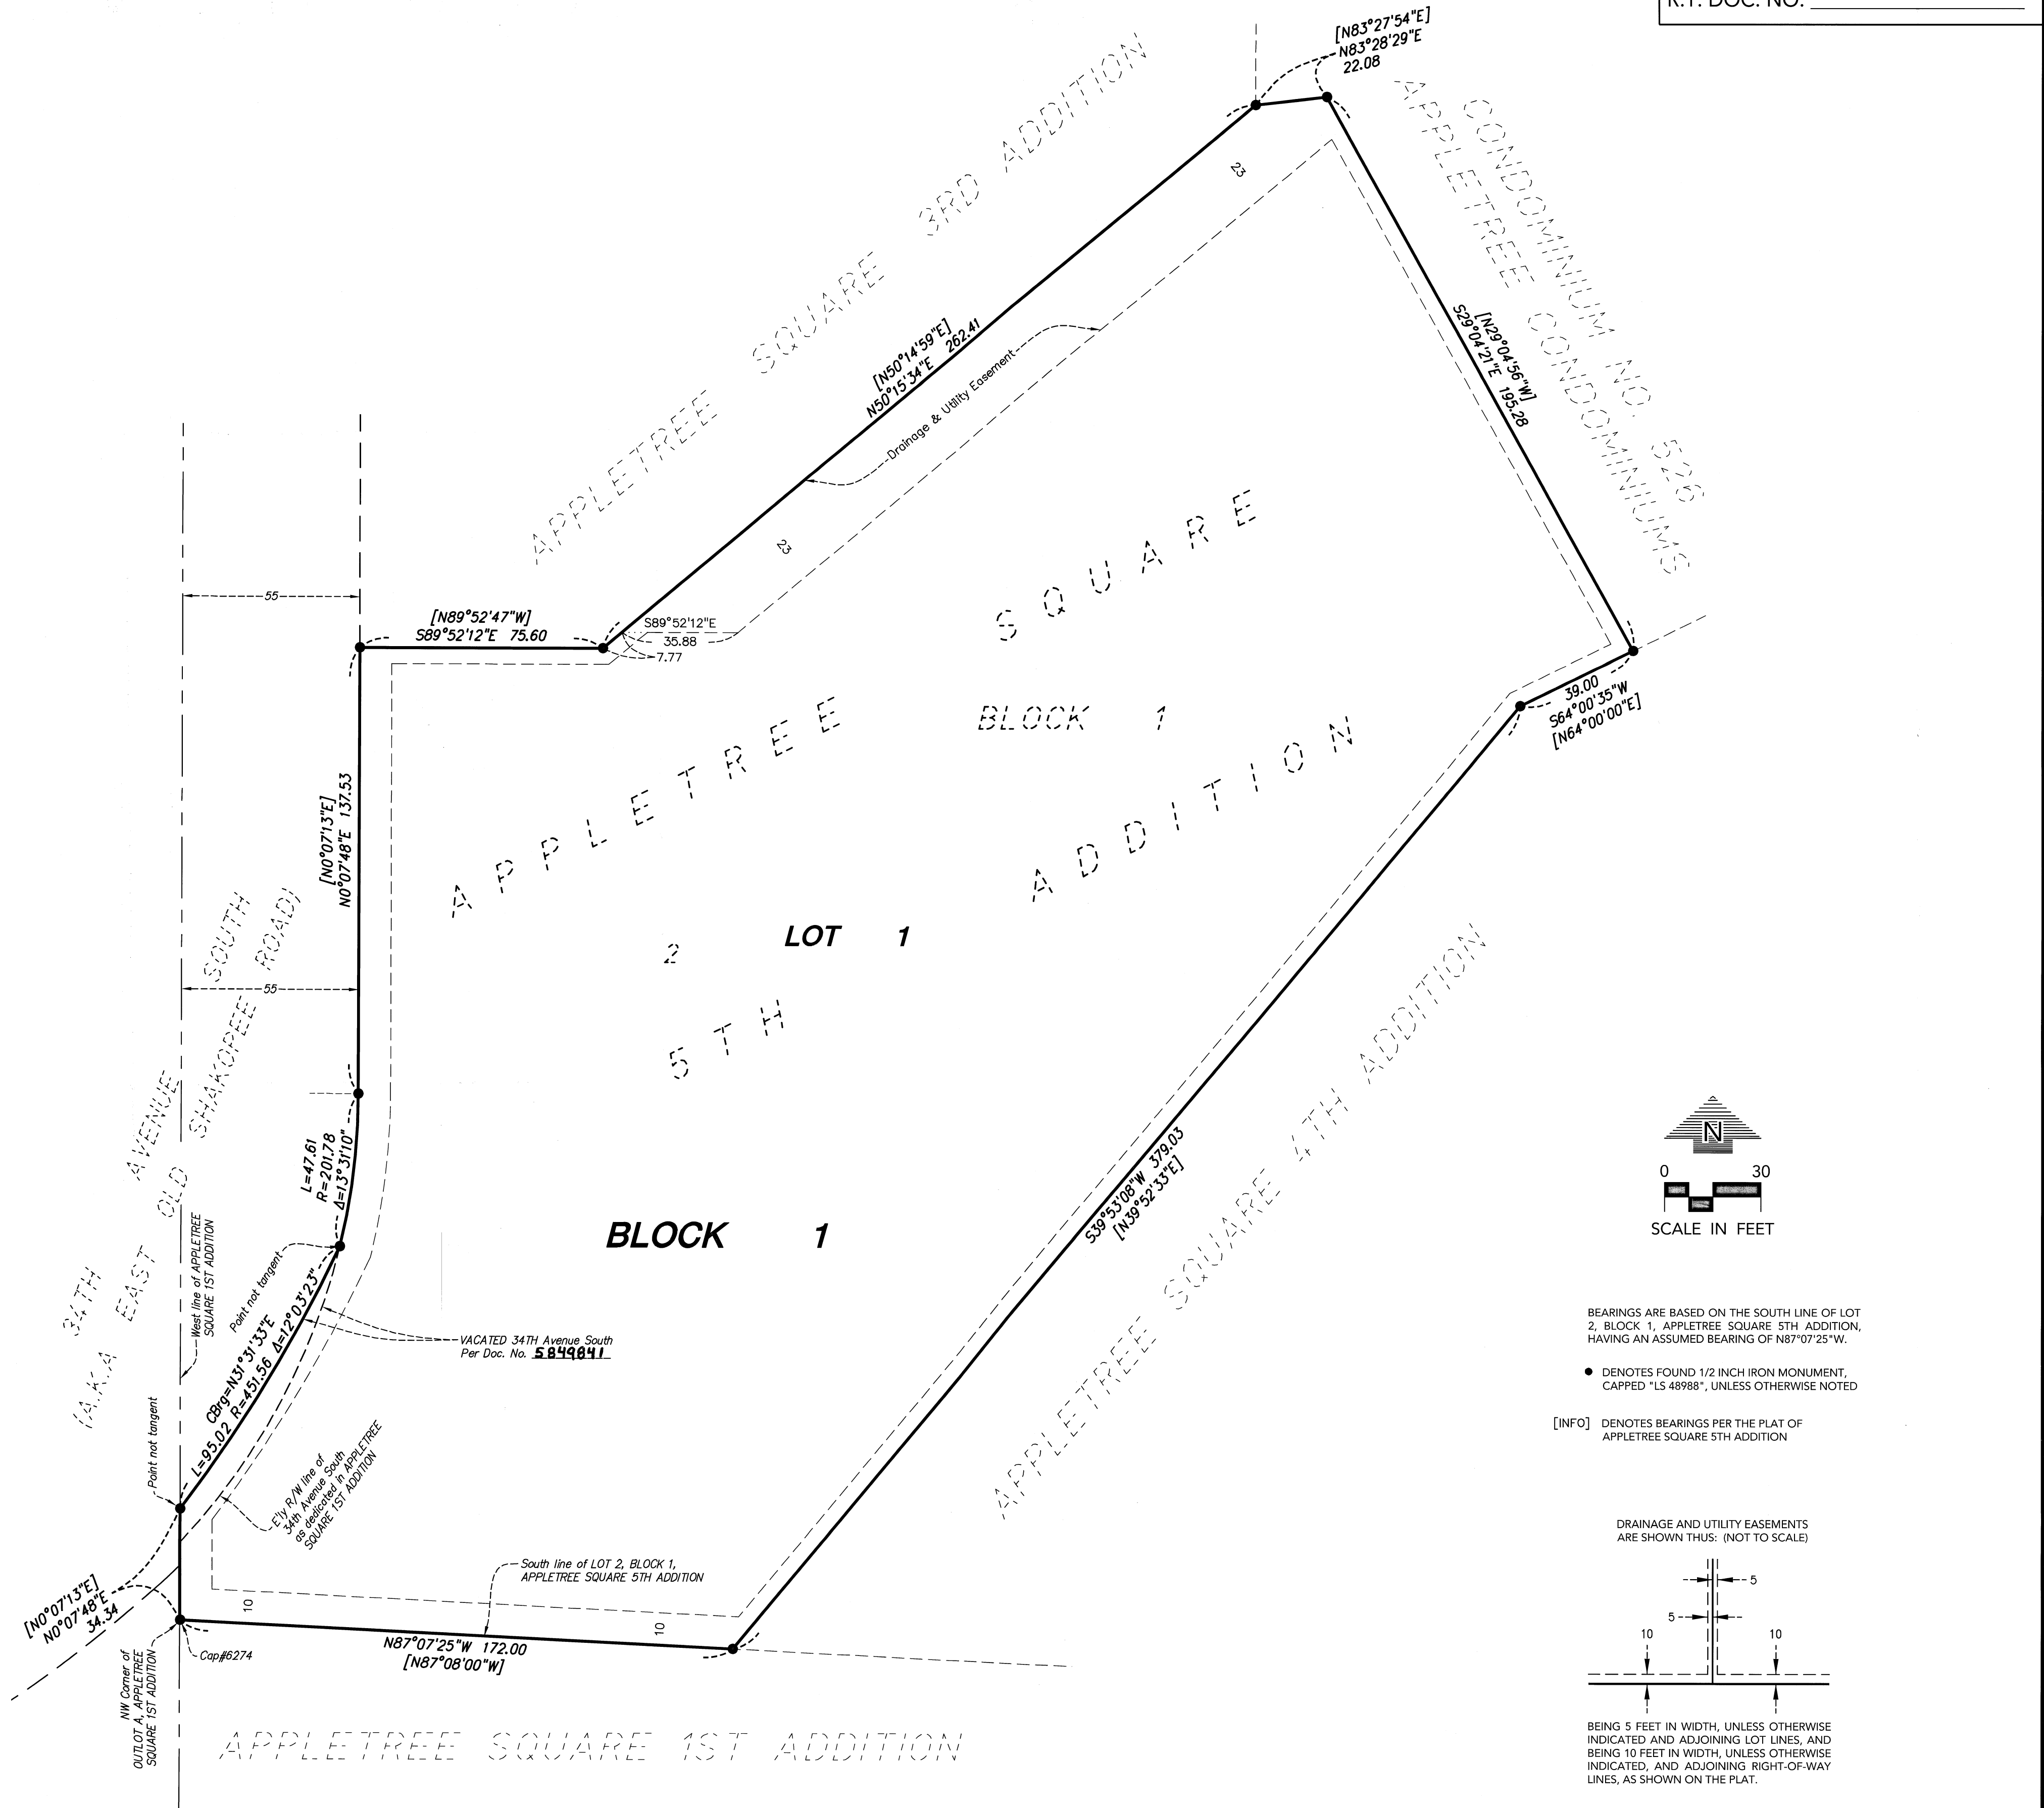 R.T. DOC. NO.
[N83°27'54"E]
N83°28'29"E
22.08
APPLETREE SQUARE 3RD ADDITION
CONDOMINIUM NO. 526
APPLETREE CONDOMINIUMS
23
[N50°14'59"E]
N50°15'34"E 262.41
Drainage & Utility Easement
23
[N29°04'56"W]
S29°04'21"E 195.28
55
[N89°52'47"W]
S89°52'12"E 75.60
S89°52'12"E
35.88
7.77
39.00
S64°00'35"W
[N64°00'00"E]
APPLETREE SQUARE
BLOCK 1
5TH ADDITION
2
LOT 1
BLOCK 1
[N0°07'13"E]
N0°07'48"E 137.53
55
34TH AVENUE SOUTH
(A.K.A EAST OLD SHAKOPEE ROAD)
L=47.61
R=201.78
Δ=13°31'10"
West line of APPLETREE
SQUARE 1ST ADDITION
Point not tangent
CBrg=N31°31'33"E
L=95.02 R=451.56 Δ=12°03'23"
VACATED 34TH Avenue South
Per Doc. No. 5849841
Point not tangent
E'ly R/W line of
34th Avenue South
as dedicated in APPLETREE
SQUARE 1ST ADDITION
S39°53'08"W 379.03
[N39°52'33"E]
APPLETREE SQUARE 4TH ADDITION
South line of LOT 2, BLOCK 1,
APPLETREE SQUARE 5TH ADDITION
[N0°07'13"E]
N0°07'48"E
34.34
10
10
N87°07'25"W 172.00
[N87°08'00"W]
Cap#6274
NW Corner of
OUTLOT A, APPLETREE
SQUARE 1ST ADDITION
APPLETREE SQUARE 1ST ADDITION
N
0 30
SCALE IN FEET
BEARINGS ARE BASED ON THE SOUTH LINE OF LOT
2, BLOCK 1, APPLETREE SQUARE 5TH ADDITION,
HAVING AN ASSUMED BEARING OF N87°07'25"W.
DENOTES FOUND 1/2 INCH IRON MONUMENT,
CAPPED "LS 48988", UNLESS OTHERWISE NOTED
[INFO] DENOTES BEARINGS PER THE PLAT OF
APPLETREE SQUARE 5TH ADDITION
DRAINAGE AND UTILITY EASEMENTS
ARE SHOWN THUS: (NOT TO SCALE)
5
5
10 10
BEING 5 FEET IN WIDTH, UNLESS OTHERWISE
INDICATED AND ADJOINING LOT LINES, AND
BEING 10 FEET IN WIDTH, UNLESS OTHERWISE
INDICATED, AND ADJOINING RIGHT-OF-WAY
LINES, AS SHOWN ON THE PLAT.